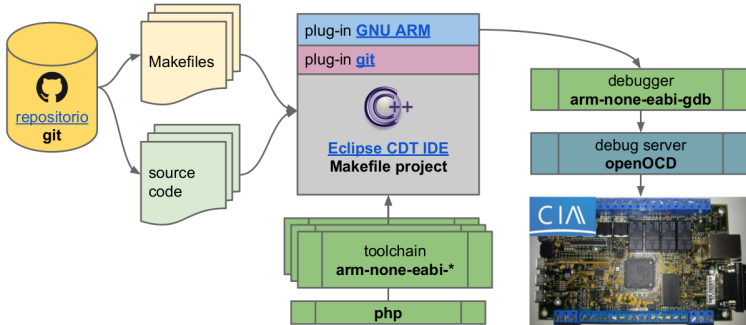 repositorio
git
Makefiles
source
code
plug-in GNU ARM
plug-in git
C++
Eclipse CDT IDE
Makefile project
toolchain
arm-none-eabi-*
php
debugger
arm-none-eabi-gdb
debug server
openOCD
CIAA